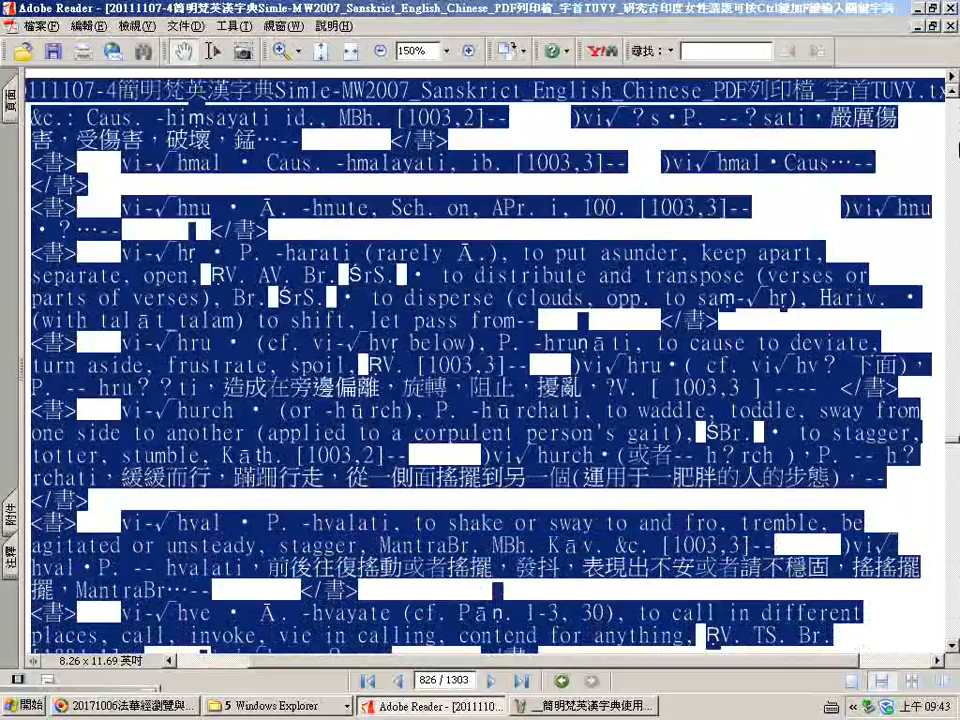 Adobe Reader - [20111107-4簡明梵英漢字典Simle-MW2007_Sanskrict_English_Chinese_PDF列印檔_字首TUVY_研究古印度女性議題可按Ctrl鍵加F鍵輸入關鍵字詞
檔案(F) 編輯(E) 檢視(V) 文件(D) 工具(T) 視窗(W) 說明(H)
150% Y! 尋找：
頁面
附件
注釋
111107-4簡明梵英漢字典Simle-MW2007_Sanskrict_English_Chinese_PDF列印檔_字首TUVY.tx
&c.: Caus. -hiṃsayati id., MBh. [1003,2]-- )vi√?s·P. --?sati，嚴厲傷
害，受傷害，破壞，錳…-- </書>
<書> vi-√hmal · Caus. -hmalayati, ib. [1003,3]-- )vi√hmal·Caus…--
</書>
<書> vi-√hnu · Ā. -hnute, Sch. on, APr. i, 100. [1003,3]-- )vi√hnu
·?…-- </書>
<書> vi-√hṛ · P. -harati (rarely Ā.), to put asunder, keep apart,
separate, open, ṚV. AV. Br. ŚrS. · to distribute and transpose (verses or
parts of verses), Br. ŚrS. · to disperse (clouds, opp. to saṃ-√hṛ), Hariv. ·
(with talāt_talam) to shift, let pass from-- </書>
<書> vi-√hru · (cf. vi-√hvṛ below), P. -hruṇāti, to cause to deviate,
turn aside, frustrate, spoil, ṚV. [1003,3]-- )vi√hru·( cf. vi√hv? 下面)，
P. -- hru??ti，造成在旁邊偏離，旋轉，阻止，擾亂，?V. [ 1003,3 ] ---- </書>
<書> vi-√hurch · (or -hūrch), P. -hūrchati, to waddle, toddle, sway from
one side to another (applied to a corpulent person's gait), ŚBr. · to stagger,
totter, stumble, Kāṭh. [1003,2]-- )vi√hurch·(或者-- h?rch )，P. -- h?
rchati，緩緩而行，蹣跚行走，從一側面搖擺到另一個(運用于一肥胖的人的步態)，--
</書>
<書> vi-√hval · P. -hvalati, to shake or sway to and fro, tremble, be
agitated or unsteady, stagger, MantraBr. MBh. Kāv. &c. [1003,3]-- )vi√
hval·P. -- hvalati，前後往復搖動或者搖擺，發抖，表現出不安或者請不穩固，搖搖擺
擺，MantraBr…-- </書>
<書> vi-√hve · Ā. -hvayate (cf. Pāṇ. 1-3, 30), to call in different
places, call, invoke, vie in calling, contend for anything, ṚV. TS. Br.
8.26 x 11.69 英吋
826 / 1303
開始 20171006法華經瀏覽與... 5 Windows Explorer Adobe Reader - [2011110... __簡明梵英漢字典使用... 上午 09:43